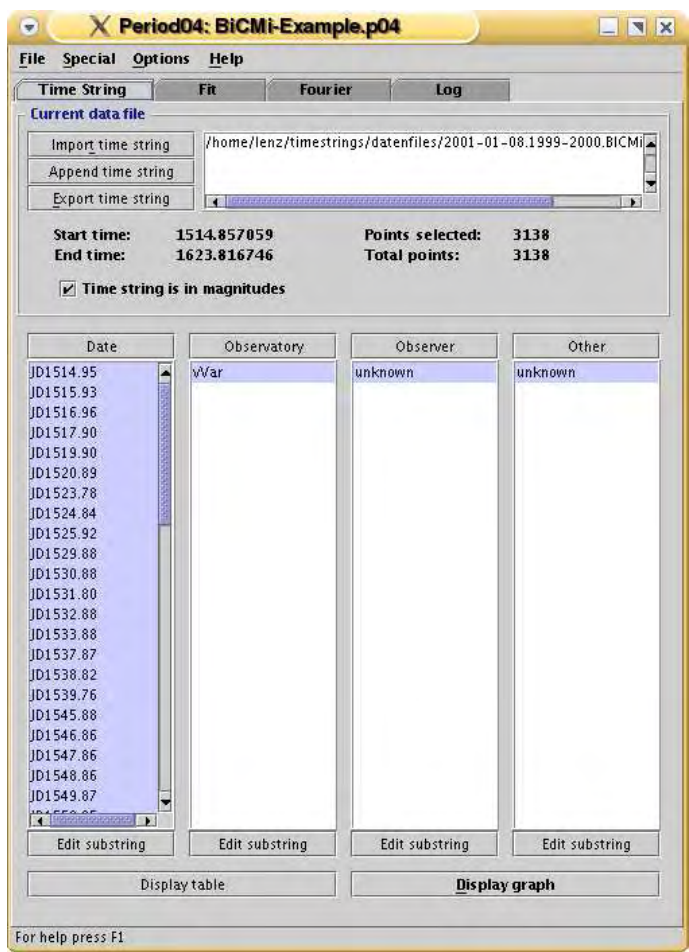 Period04: BiCMi-Example.p04
File Special Options Help
Time String Fit Fourier Log
Current data file
Import time string
/home/lenz/timestrings/datenfiles/2001-01-08.1999-2000.BICMi
Append time string
Export time string
Start time: 1514.857059 Points selected: 3138
End time: 1623.816746 Total points: 3138
Time string is in magnitudes
Date Observatory Observer Other
JD1514.95 vVar unknown unknown
JD1515.93
JD1516.96
JD1517.90
JD1519.90
JD1520.89
JD1523.78
JD1524.84
JD1525.92
JD1529.88
JD1530.88
JD1531.80
JD1532.88
JD1533.88
JD1537.87
JD1538.82
JD1539.76
JD1545.88
JD1546.86
JD1547.86
JD1548.86
JD1549.87
Edit substring Edit substring Edit substring Edit substring
Display table Display graph
For help press F1